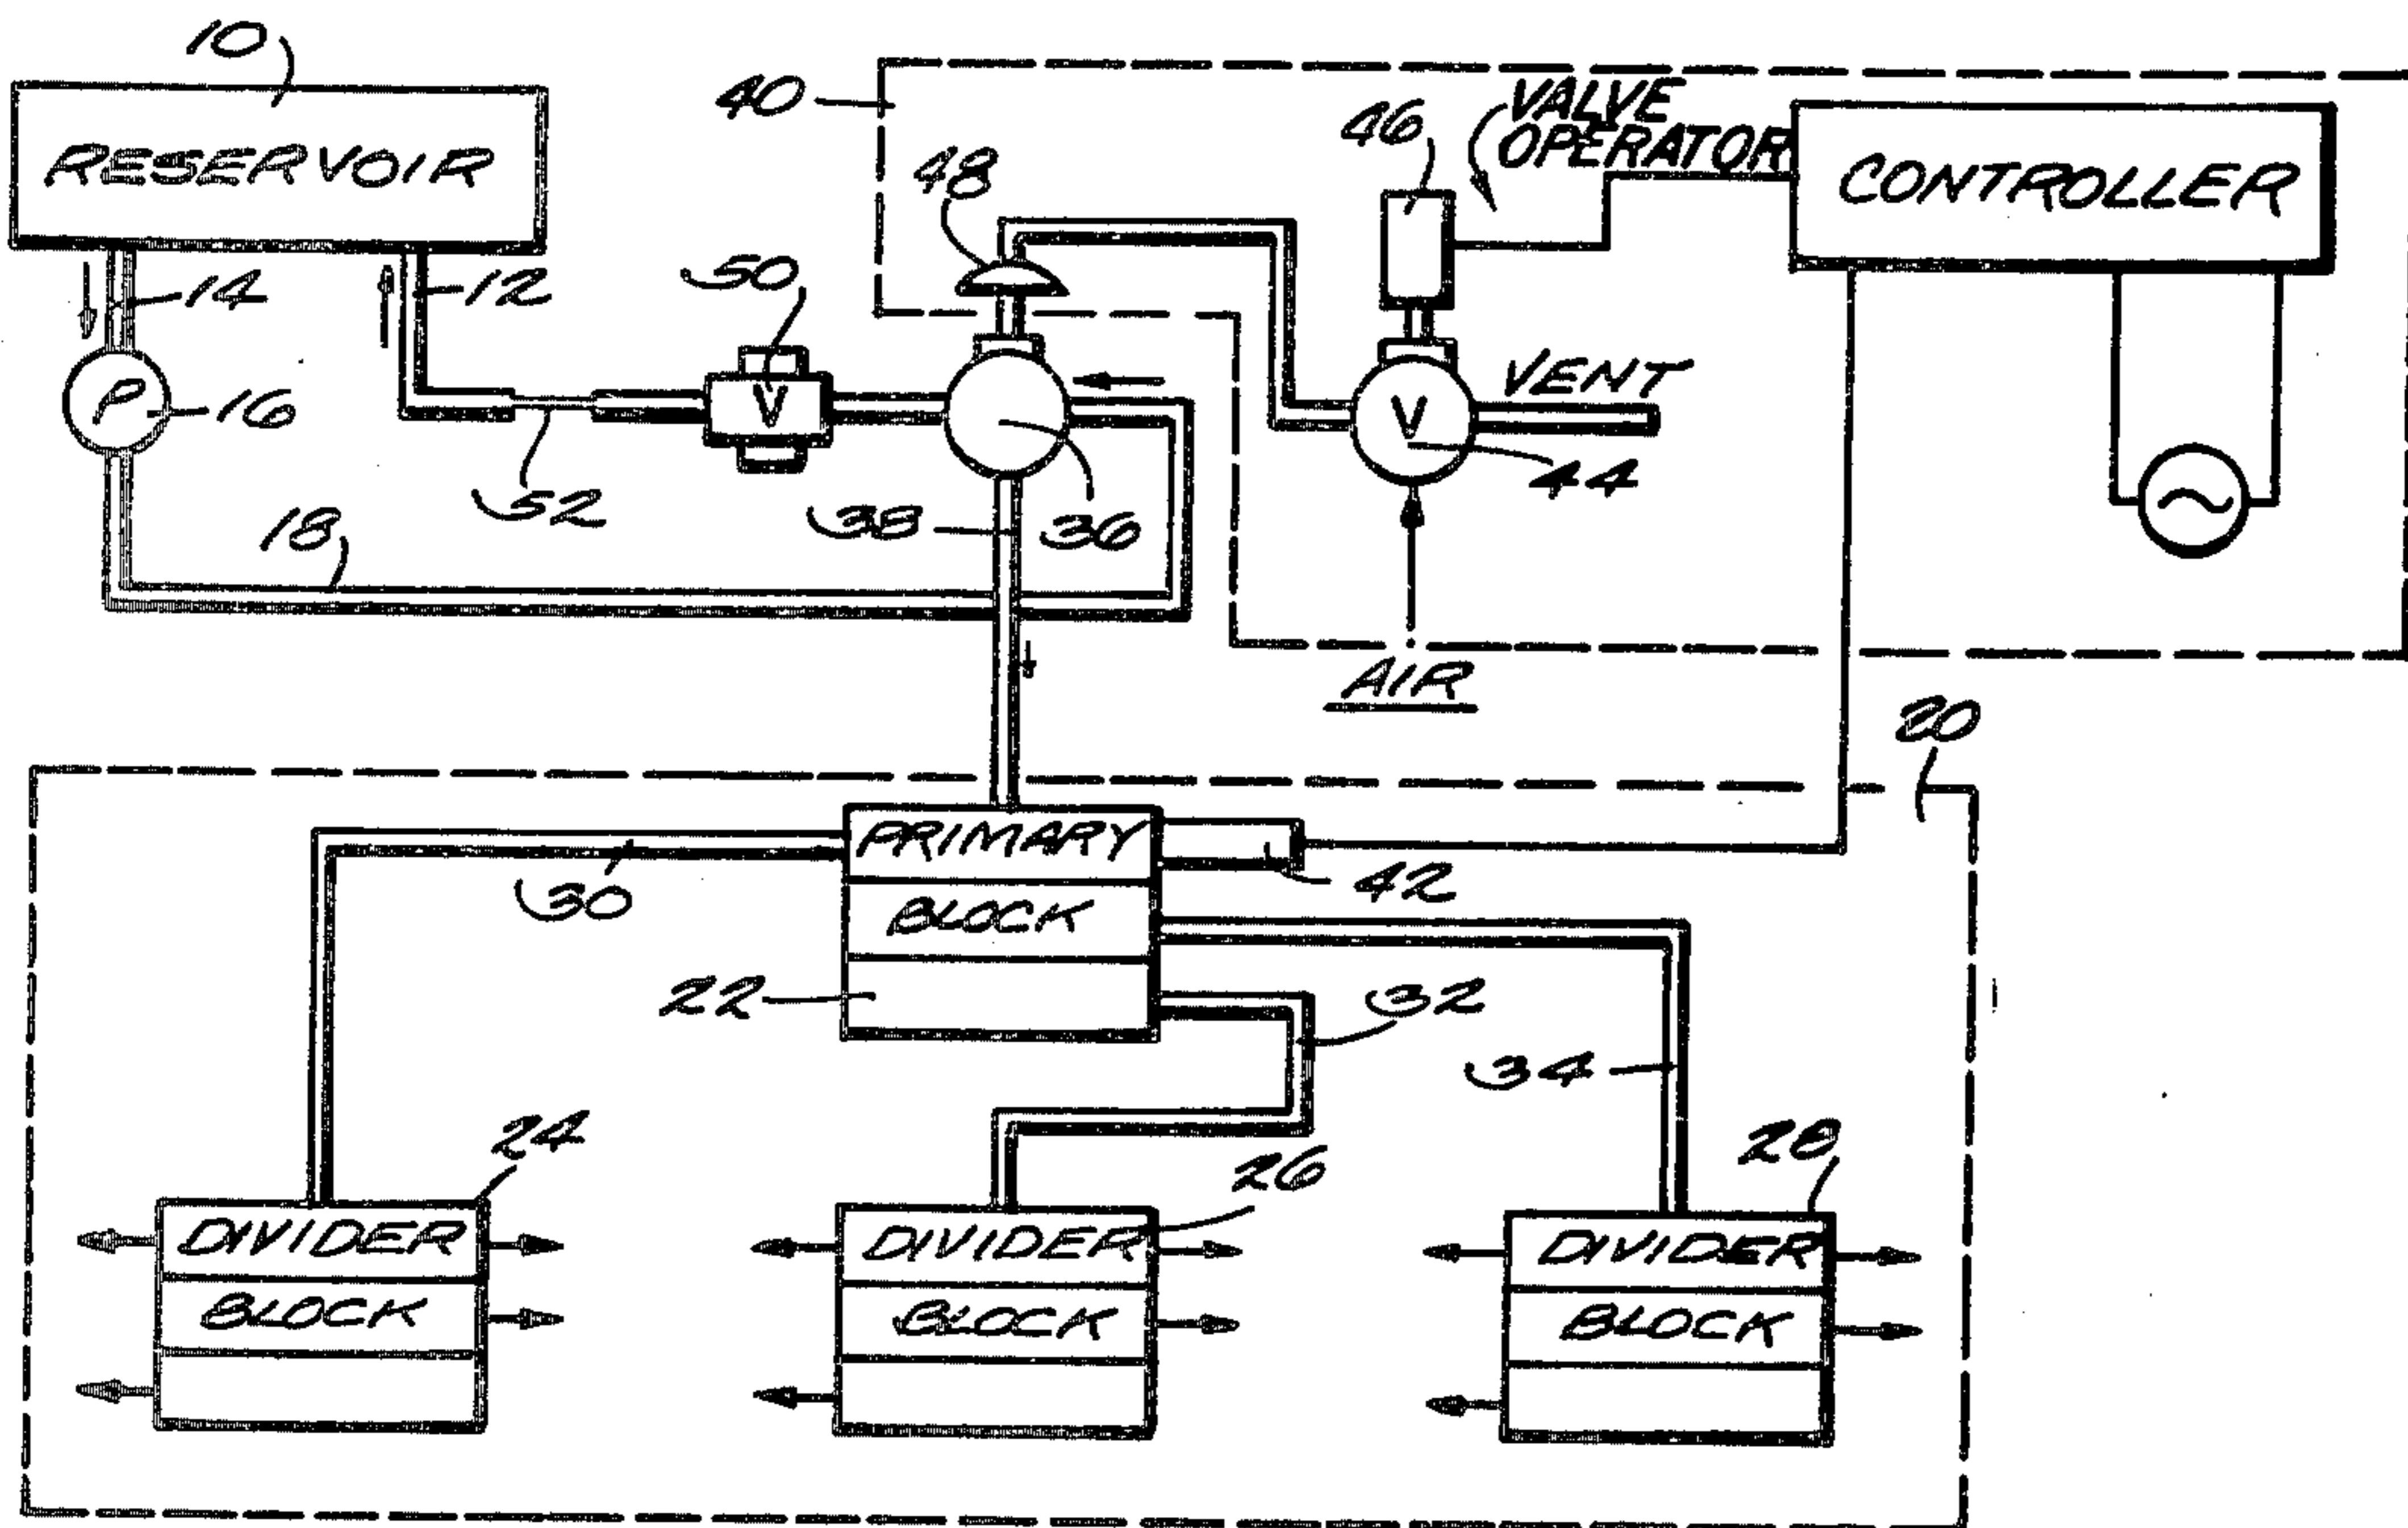 10
RESERVOIR
14
12
P
16
18
52
50
V
40
48
36
38
46
VALVE
OPERATOR
CONTROLLER
V
VENT
44
AIR
20
PRIMARY
BLOCK
22
42
30
32
34
24
DIVIDER
BLOCK
26
DIVIDER
BLOCK
28
DIVIDER
BLOCK